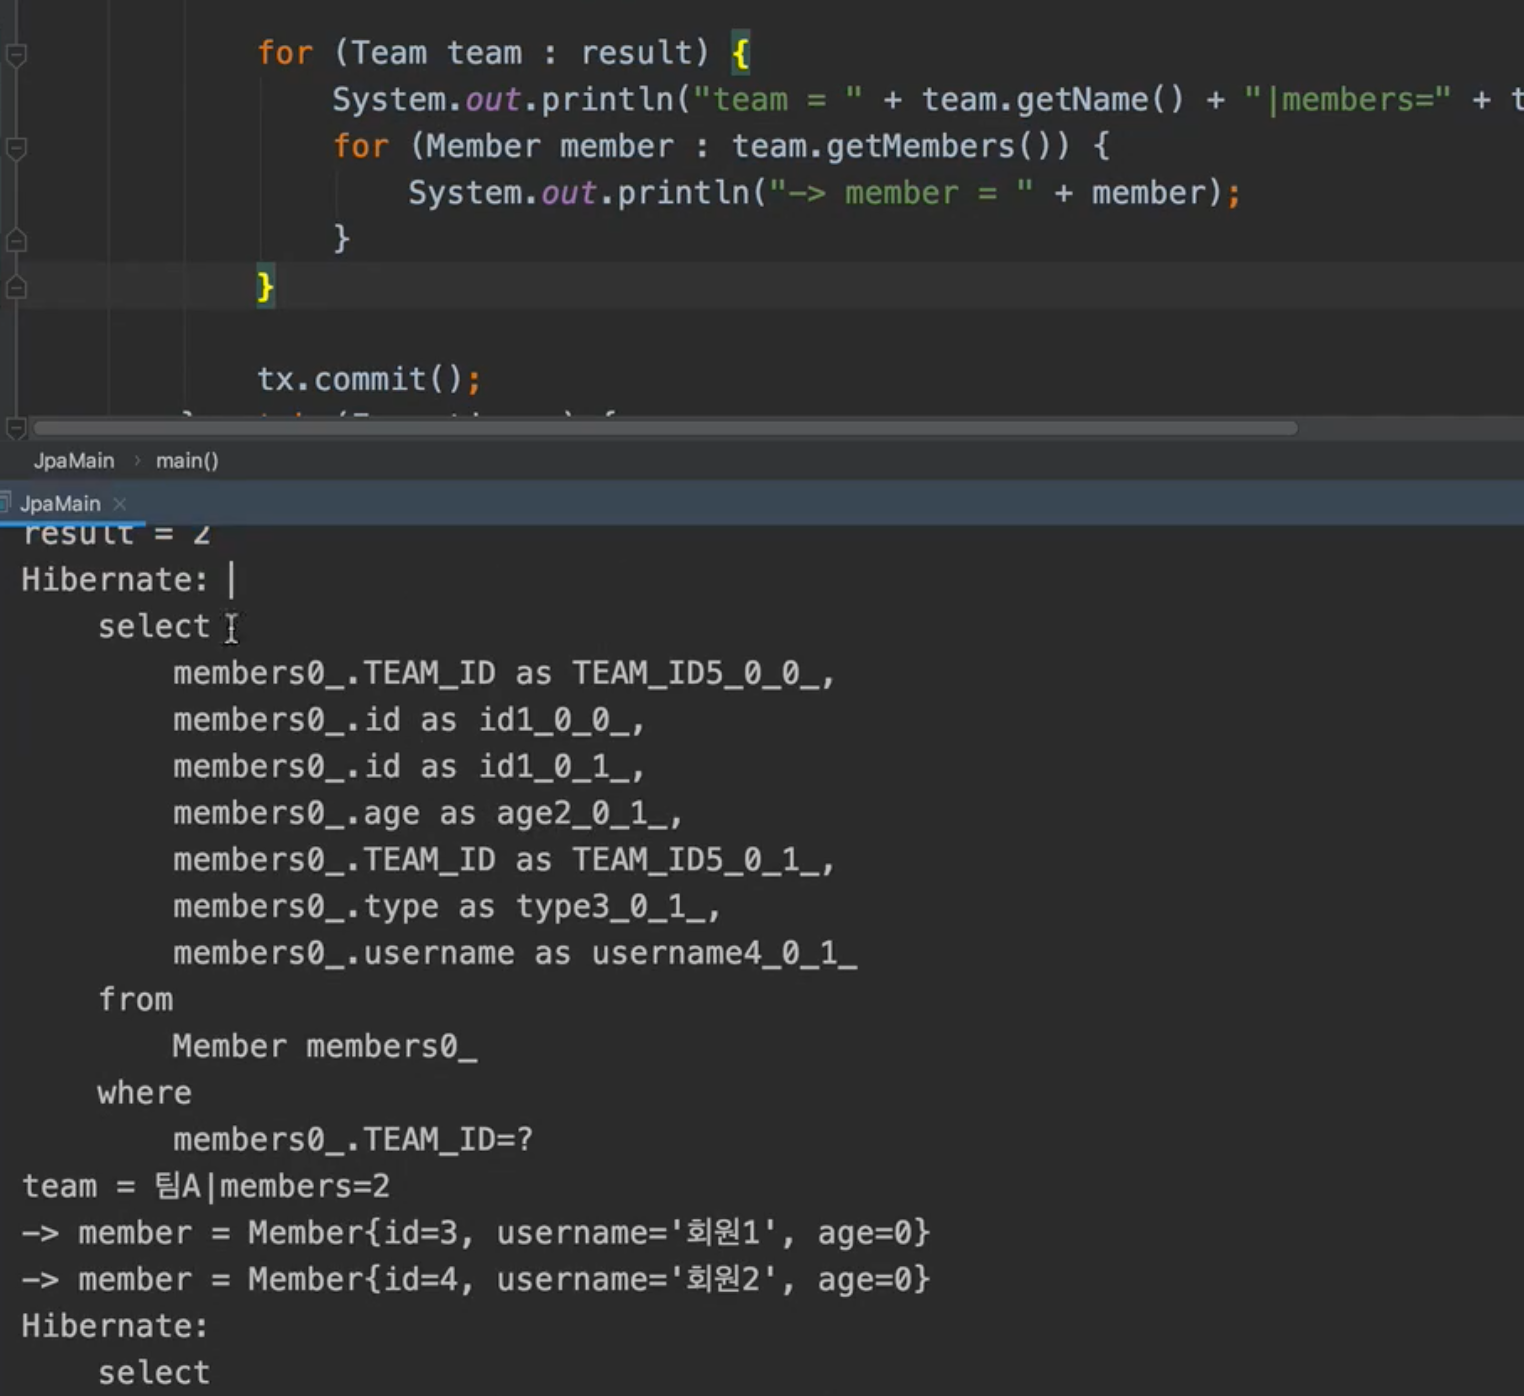 for (Team team : result) {
System.out.println("team = " + team.getName() + "|members=" + t
for (Member member : team.getMembers()) {
System.out.println("-> member = " + member);
}
}
tx.commit();
JpaMain > main()
JpaMain ×
result = 2
Hibernate:
select
members0_.TEAM_ID as TEAM_ID5_0_0_,
members0_.id as id1_0_0_,
members0_.id as id1_0_1_,
members0_.age as age2_0_1_,
members0_.TEAM_ID as TEAM_ID5_0_1_,
members0_.type as type3_0_1_,
members0_.username as username4_0_1_
from
Member members0_
where
members0_.TEAM_ID=?
team = 팀A|members=2
-> member = Member{id=3, username='회원1', age=0}
-> member = Member{id=4, username='회원2', age=0}
Hibernate:
select